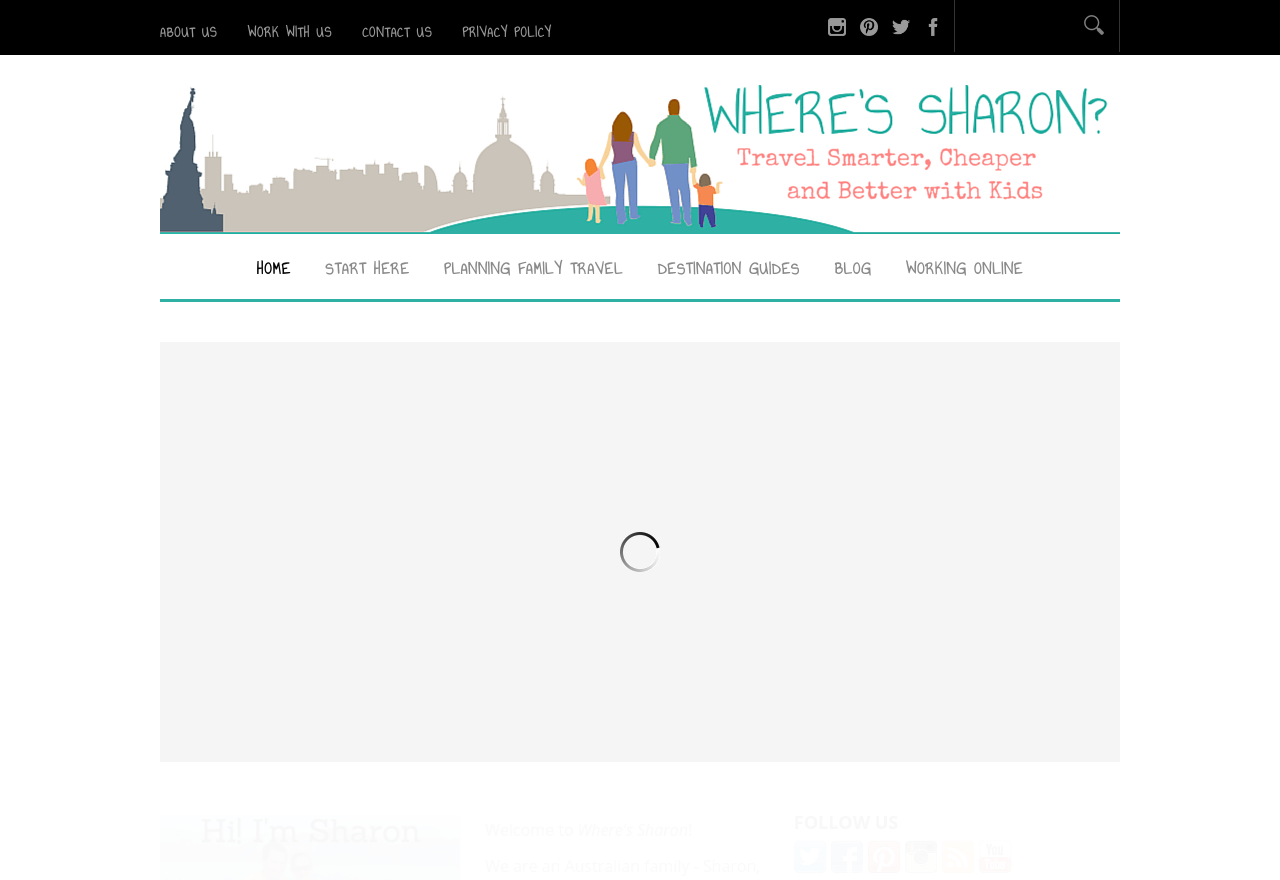 ABOUT US WORK WITH US CONTACT US PRIVACY POLICY
WHERE'S SHARON?
Travel Smarter, Cheaper
and Better with Kids
HOME START HERE PLANNING FAMILY TRAVEL DESTINATION GUIDES BLOG WORKING ONLINE
Hi! I'm Sharon
Welcome to Where's Sharon!
We are an Australian family - Sharon,
FOLLOW US
You